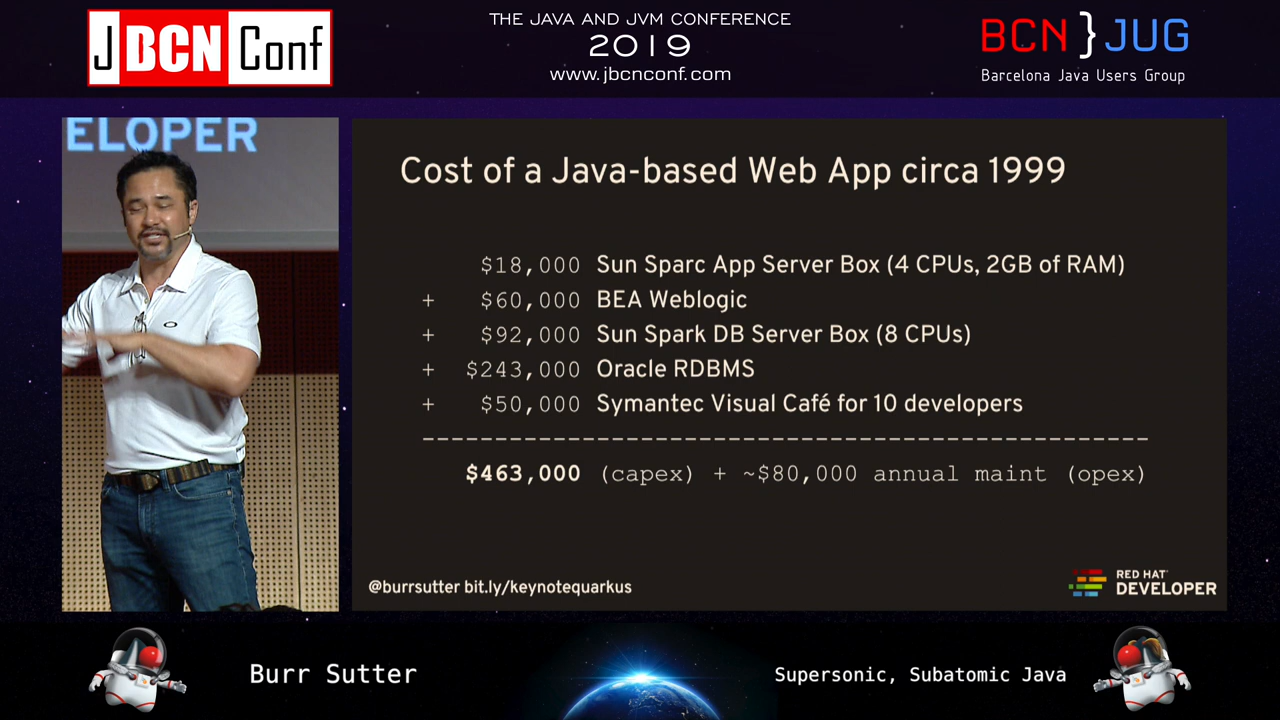 J BCN Conf
THE JAVA AND JVM CONFERENCE
2019
www.jbcnconf.com
BCN } JUG
Barcelona Java Users Group
ELOPER
Cost of a Java-based Web App circa 1999
$18,000 Sun Sparc App Server Box (4 CPUs, 2GB of RAM)
+ $60,000 BEA Weblogic
+ $92,000 Sun Spark DB Server Box (8 CPUs)
+ $243,000 Oracle RDBMS
+ $50,000 Symantec Visual Café for 10 developers
--------------------------------------------------
$463,000 (capex) + ~$80,000 annual maint (opex)
@burrsutter bit.ly/keynotequarkus
RED HAT
DEVELOPER
Burr Sutter
Supersonic, Subatomic Java